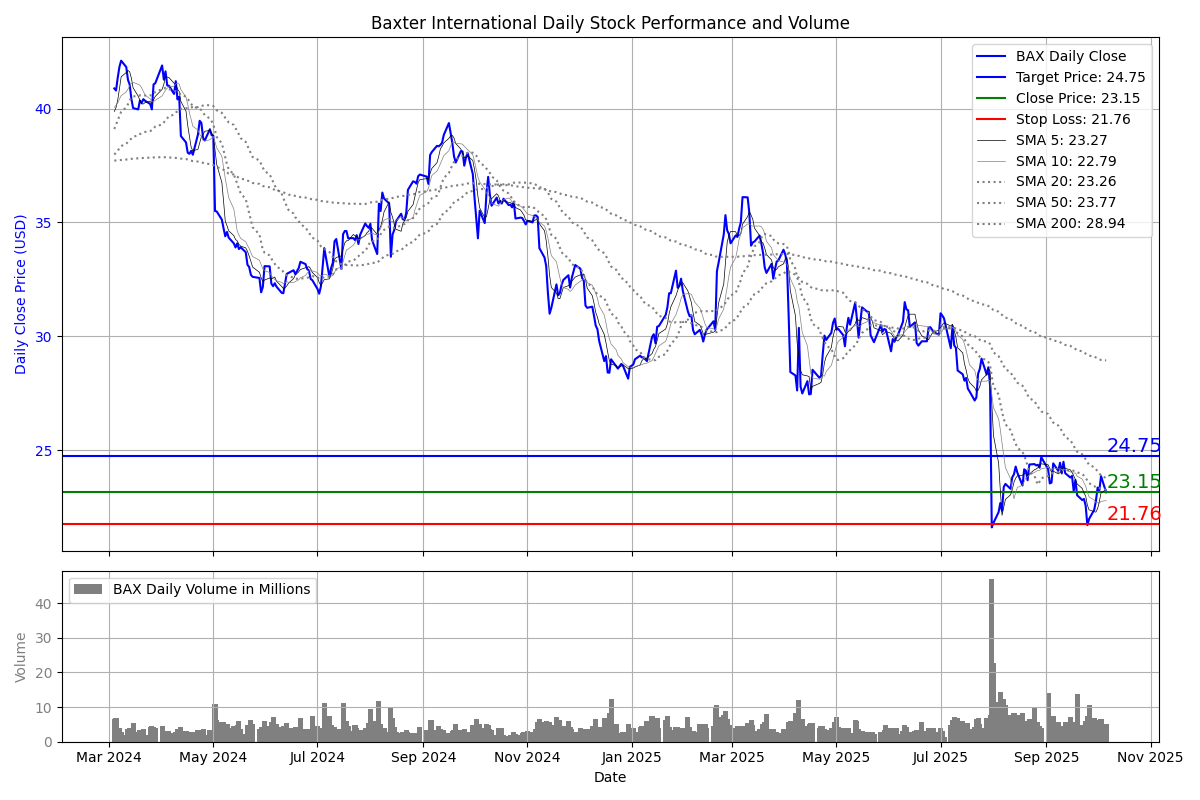 Baxter International Daily Stock Performance and Volume
BAX Daily Close
Target Price: 24.75
Close Price: 23.15
Stop Loss: 21.76
SMA 5: 23.27
SMA 10: 22.79
SMA 20: 23.26
SMA 50: 23.77
SMA 200: 28.94
Daily Close Price (USD)
40
35
30
25
24.75
23.15
21.76
BAX Daily Volume in Millions
Volume
40
30
20
10
0
Mar 2024 May 2024 Jul 2024 Sep 2024 Nov 2024 Jan 2025 Mar 2025 May 2025 Jul 2025 Sep 2025 Nov 2025
Date